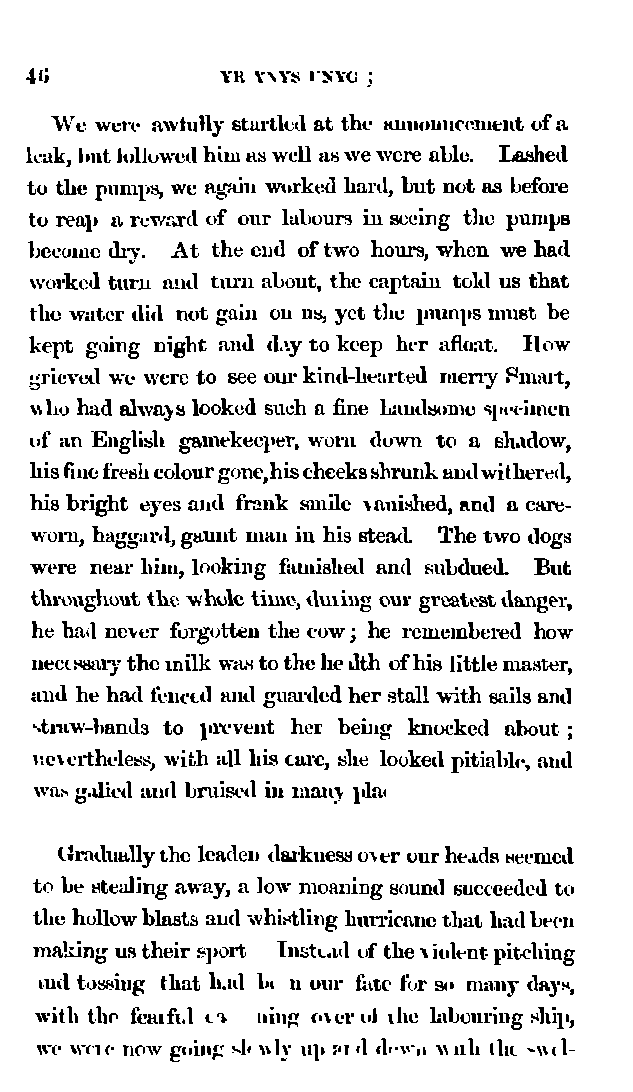 46 YR YNYS UNYG ;
We were awfully startled at the announcement of a
leak, but followed him as well as we were able. Lashed
to the pumps, we again worked hard, but not as before
to reap a reward of our labours in seeing the pumps
become dry. At the end of two hours, when we had
worked turn and turn about, the captain told us that
the water did not gain on us, yet the pumps must be
kept going night and day to keep her afloat. How
grieved we were to see our kind-hearted merry Smart,
who had always looked such a fine handsome specimen
of an English gamekeeper, worn down to a shadow,
his fine fresh colour gone, his cheeks shrunk and withered,
his bright eyes and frank smile vanished, and a care-
worn, haggard, gaunt man in his stead. The two dogs
were near him, looking famished and subdued. But
throughout the whole time, during our greatest danger,
he had never forgotten the cow; he remembered how
necessary the milk was to the health of his little master,
and he had fenced and guarded her stall with sails and
straw-bands to prevent her being knocked about ;
nevertheless, with all his care, she looked pitiable, and
was galled and bruised in many pla
Gradually the leaden darkness over our heads seemed
to be stealing away, a low moaning sound succeeded to
the hollow blasts and whistling hurricane that had been
making us their sport Instead of the violent pitching
and tossing that had been our fate for so many days,
with the fearful over of the labouring ship,
we were now going slowly up and down with the swel-